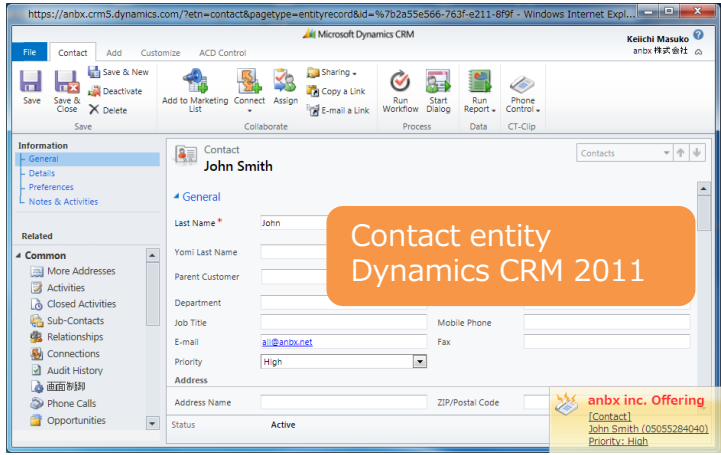 https://anbx.crm5.dynamics.com/?etn=contact&pagetype=entityrecord&id=%7b2a55e566-763f-e211-8f9f - Windows Internet Expl...
Microsoft Dynamics CRM
Keiichi Masuko
anbx 株式会社
File
Contact
Add
Customize
ACD Control
Save
Save & Close
Save & New
Deactivate
Delete
Add to Marketing List
Connect
Assign
Sharing
Copy a Link
E-mail a Link
Run Workflow
Start Dialog
Run Report
Phone Control
Save
Collaborate
Process
Data
CT-Clip
Information
General
Details
Preferences
Notes & Activities
Related
Common
More Addresses
Activities
Closed Activities
Sub-Contacts
Relationships
Connections
Audit History
画面制御
Phone Calls
Opportunities
Contact
John Smith
Contacts
General
Last Name *
John
Yomi Last Name
Parent Customer
Department
Job Title
Mobile Phone
E-mail
ali@anbx.net
Fax
Priority
High
Address
Address Name
ZIP/Postal Code
Status
Active
Contact entity
Dynamics CRM 2011
anbx inc. Offering
[Contact]
John Smith (05055284040)
Priority: High